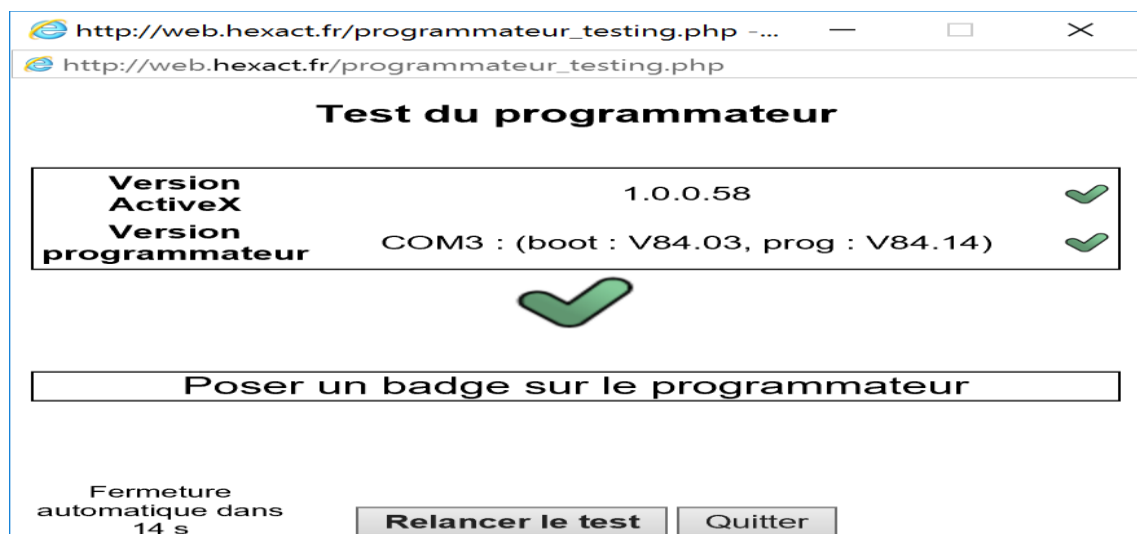 http://web.hexact.fr/programmateur_testing.php -...
http://web.hexact.fr/programmateur_testing.php
Test du programmateur
Version
ActiveX
1.0.0.58
Version
programmateur
COM3 : (boot : V84.03, prog : V84.14)
Poser un badge sur le programmateur
Fermeture
automatique dans
14 s
Relancer le test
Quitter